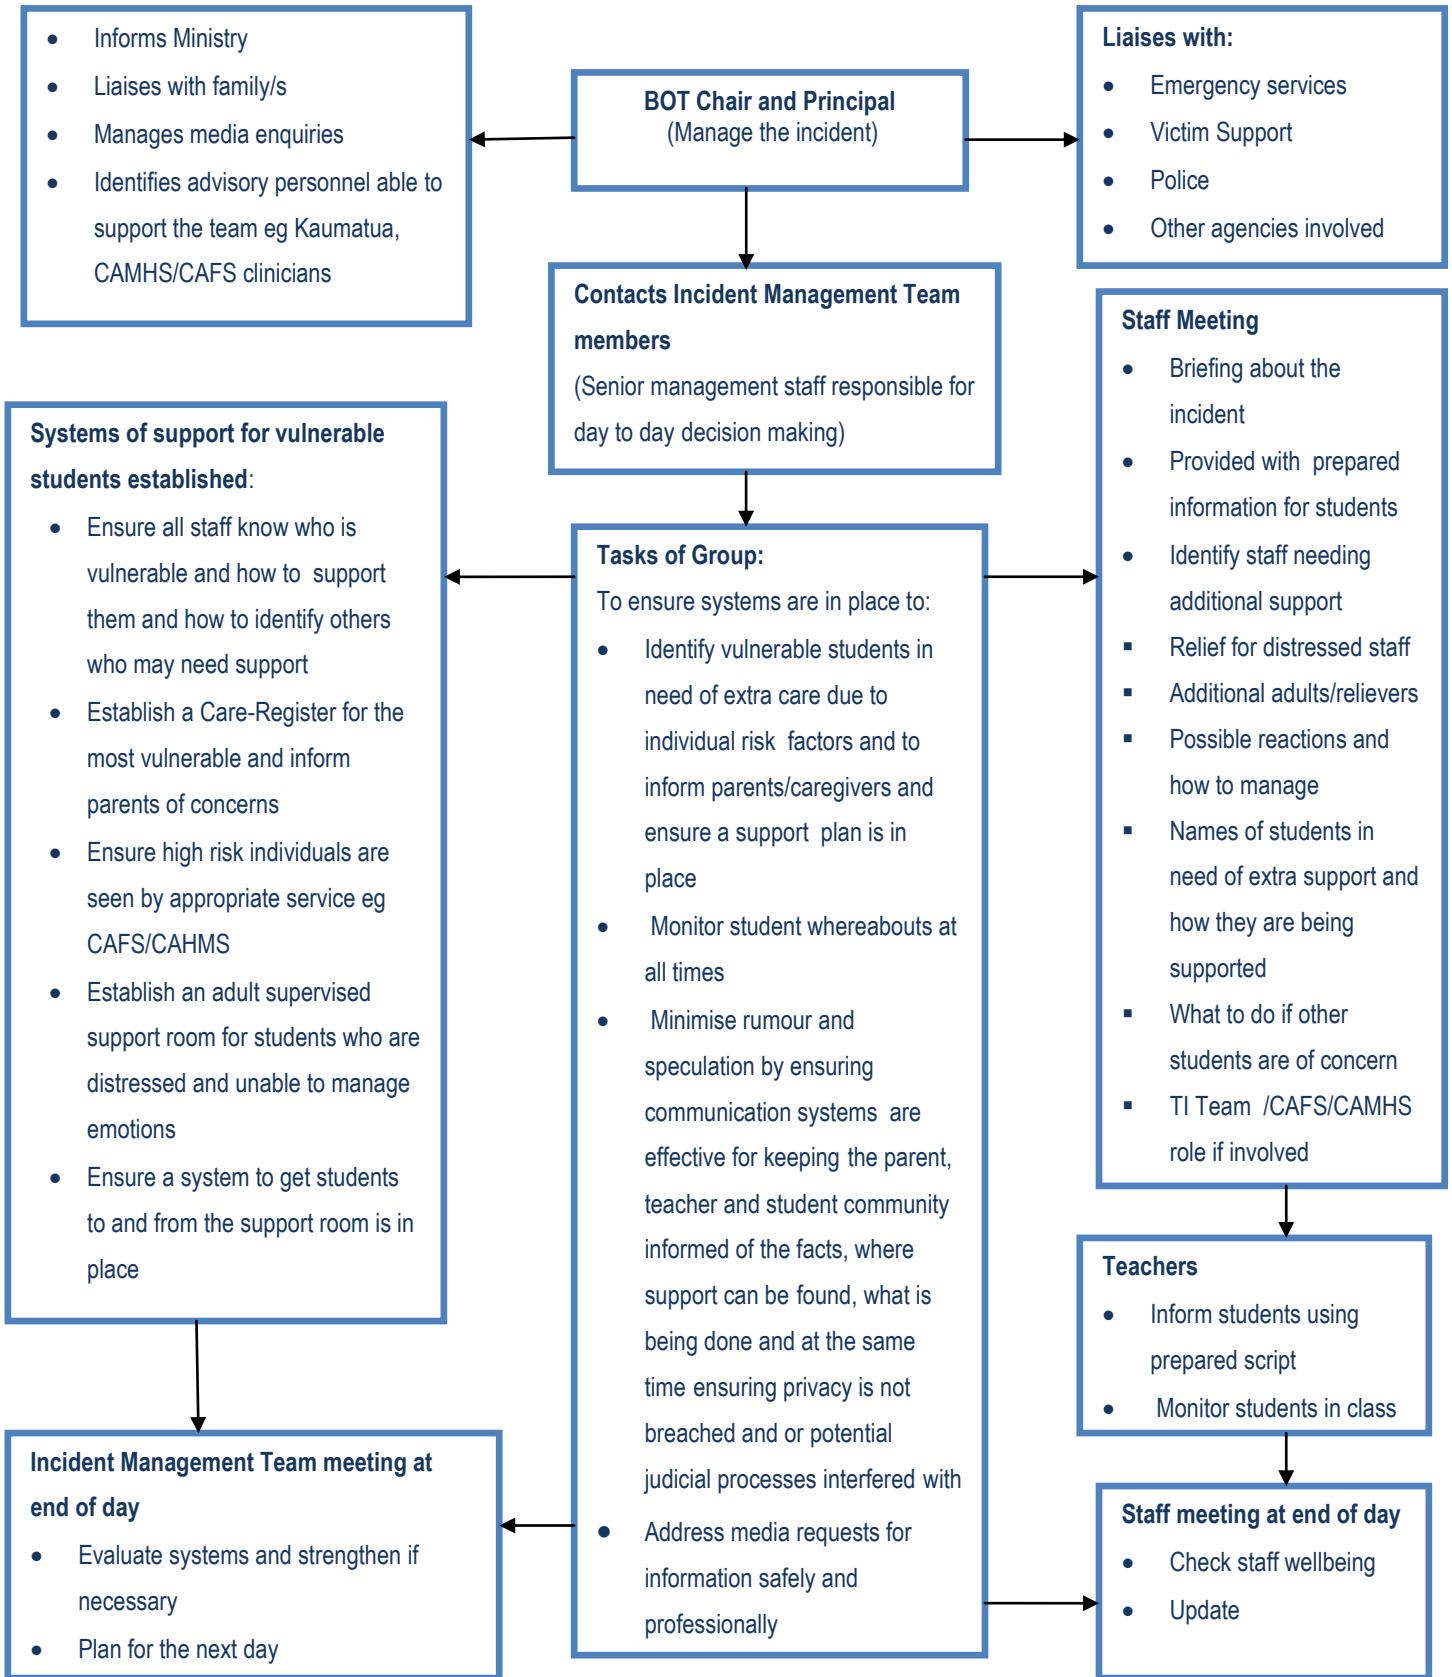 • Informs Ministry
• Liaises with family/s
• Manages media enquiries
• Identifies advisory personnel able to
support the team eg Kaumatua,
CAMHS/CAFS clinicians
BOT Chair and Principal
(Manage the incident)
Liaises with:
• Emergency services
• Victim Support
• Police
• Other agencies involved
Contacts Incident Management Team
members
(Senior management staff responsible for
day to day decision making)
Systems of support for vulnerable
students established:
• Ensure all staff know who is
vulnerable and how to support
them and how to identify others
who may need support
• Establish a Care-Register for the
most vulnerable and inform
parents of concerns
• Ensure high risk individuals are
seen by appropriate service eg
CAFS/CAHMS
• Establish an adult supervised
support room for students who are
distressed and unable to manage
emotions
• Ensure a system to get students
to and from the support room is in
place
Tasks of Group:
To ensure systems are in place to:
• Identify vulnerable students in
need of extra care due to
individual risk factors and to
inform parents/caregivers and
ensure a support plan is in
place
• Monitor student whereabouts at
all times
• Minimise rumour and
speculation by ensuring
communication systems are
effective for keeping the parent,
teacher and student community
informed of the facts, where
support can be found, what is
being done and at the same
time ensuring privacy is not
breached and or potential
judicial processes interfered with
• Address media requests for
information safely and
professionally
Staff Meeting
• Briefing about the
incident
• Provided with prepared
information for students
• Identify staff needing
additional support
▪ Relief for distressed staff
▪ Additional adults/relievers
▪ Possible reactions and
how to manage
▪ Names of students in
need of extra support and
how they are being
supported
▪ What to do if other
students are of concern
▪ TI Team /CAFS/CAMHS
role if involved
Teachers
• Inform students using
prepared script
• Monitor students in class
Incident Management Team meeting at
end of day
• Evaluate systems and strengthen if
necessary
• Plan for the next day
Staff meeting at end of day
• Check staff wellbeing
• Update